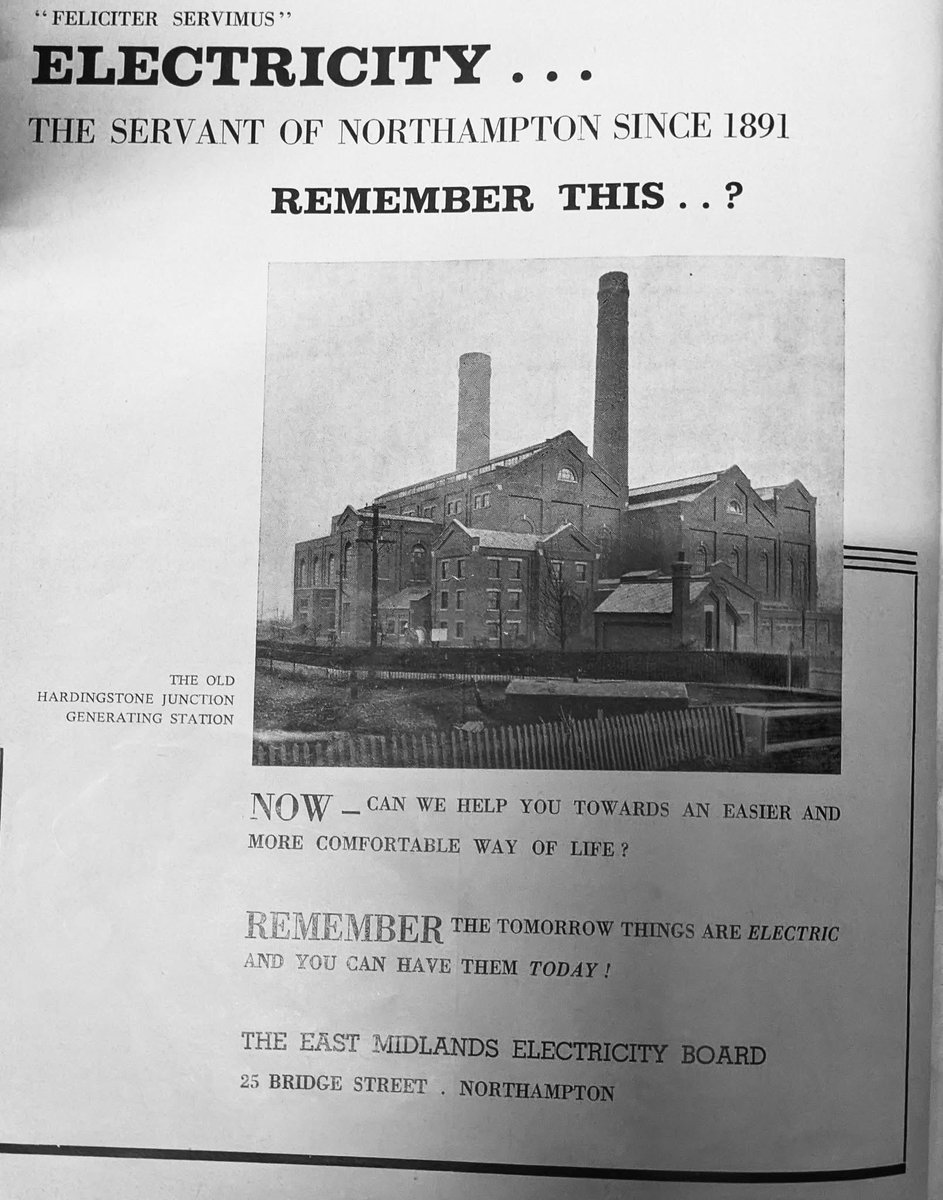 "FELICITER SERVIMUS"
ELECTRICITY . . .
THE SERVANT OF NORTHAMPTON SINCE 1891
REMEMBER THIS . . ?
THE OLD
HARDINGSTONE JUNCTION
GENERATING STATION
NOW — CAN WE HELP YOU TOWARDS AN EASIER AND
MORE COMFORTABLE WAY OF LIFE ?
REMEMBER THE TOMORROW THINGS ARE ELECTRIC
AND YOU CAN HAVE THEM TODAY !
THE EAST MIDLANDS ELECTRICITY BOARD
25 BRIDGE STREET . NORTHAMPTON